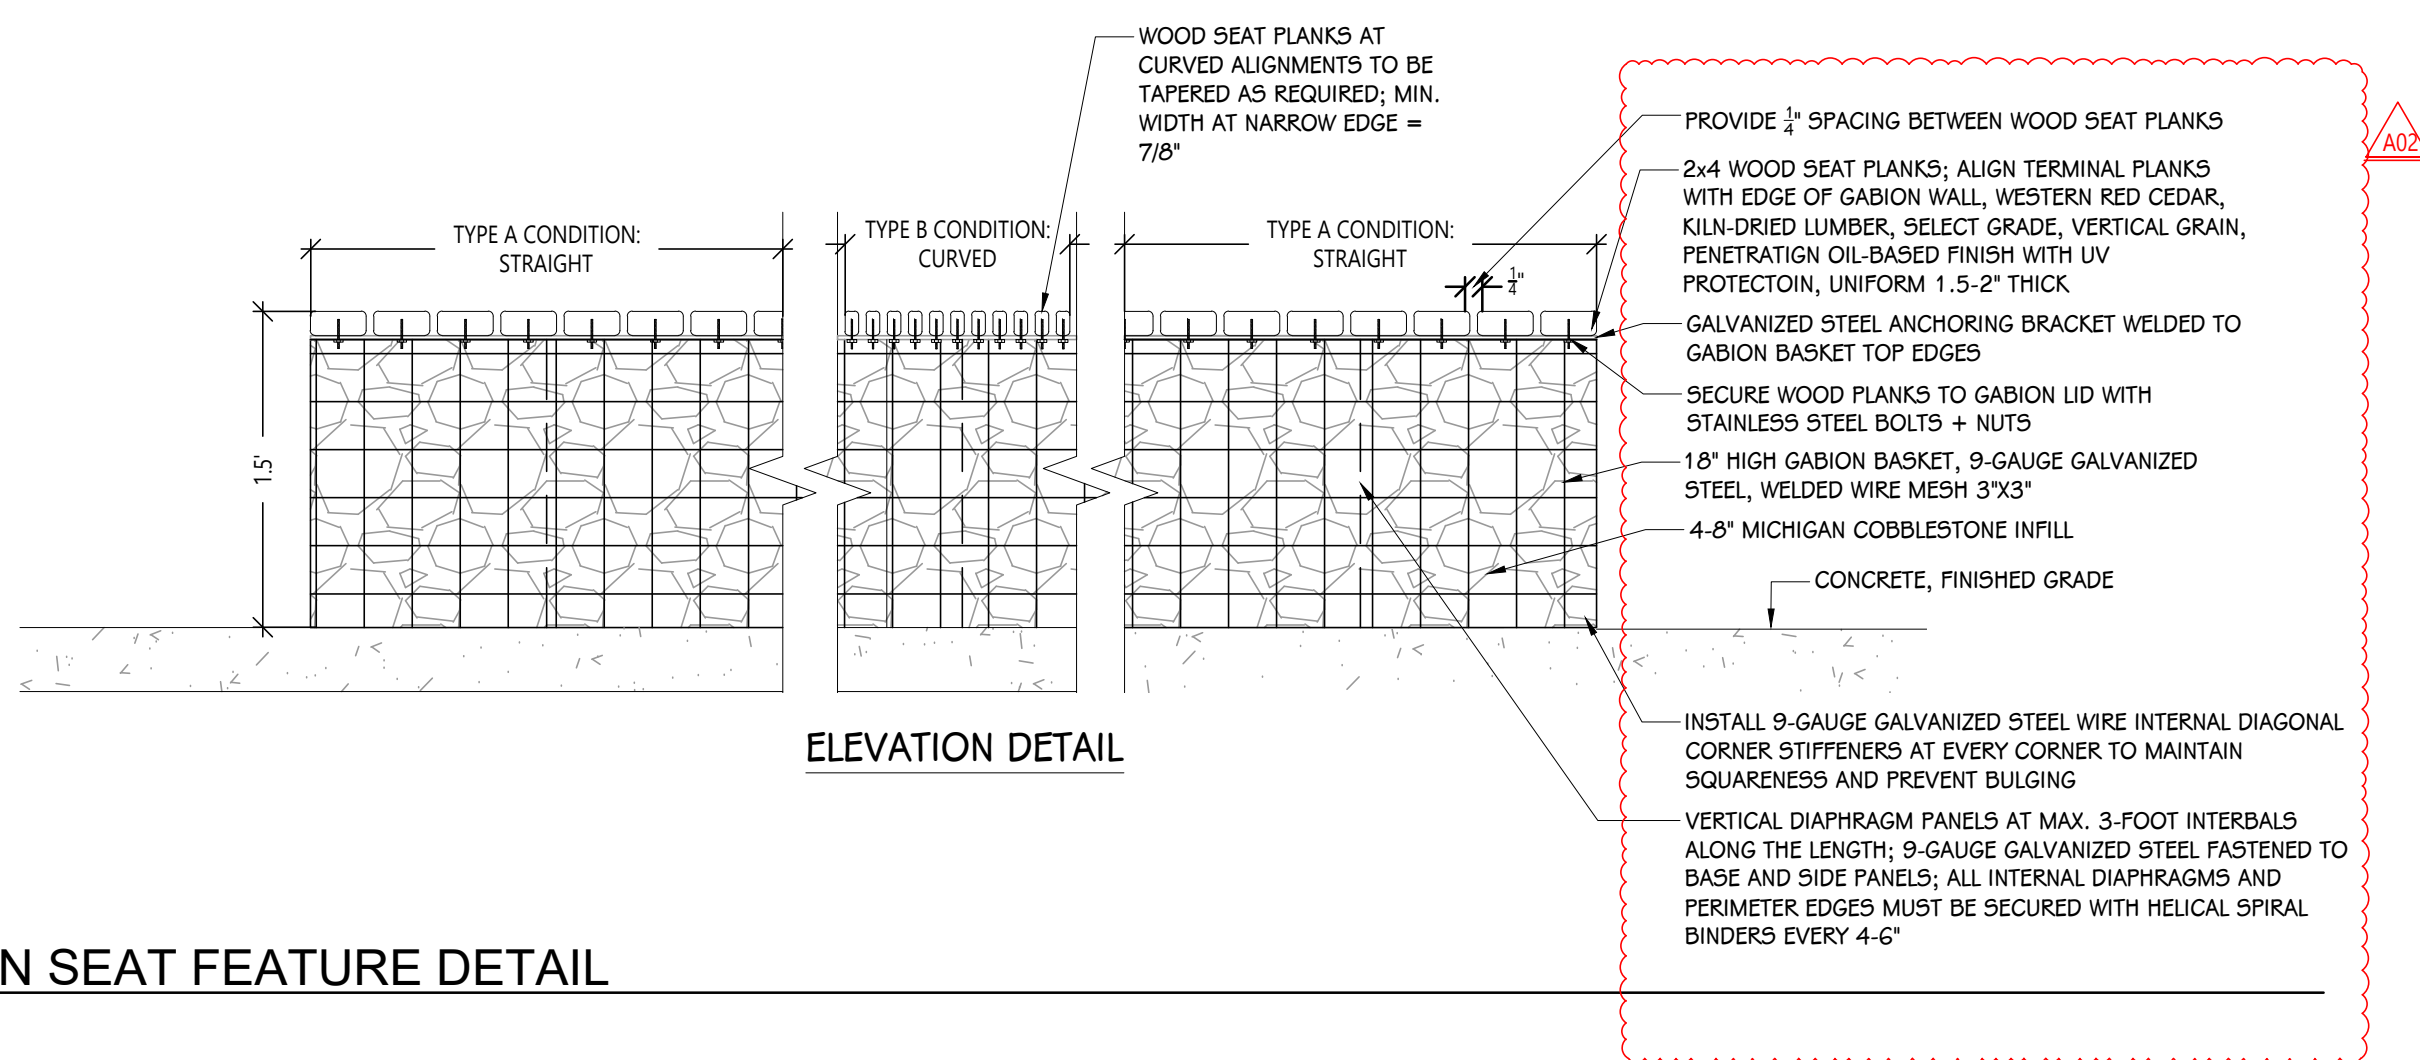 WOOD SEAT PLANKS AT
CURVED ALIGNMENTS TO BE
TAPERED AS REQUIRED; MIN.
WIDTH AT NARROW EDGE =
7/8"
TYPE A CONDITION:
STRAIGHT
TYPE B CONDITION:
CURVED
TYPE A CONDITION:
STRAIGHT
1/4"
1.5'
PROVIDE 1/4" SPACING BETWEEN WOOD SEAT PLANKS
A02
2x4 WOOD SEAT PLANKS; ALIGN TERMINAL PLANKS
WITH EDGE OF GABION WALL, WESTERN RED CEDAR,
KILN-DRIED LUMBER, SELECT GRADE, VERTICAL GRAIN,
PENETRATIGN OIL-BASED FINISH WITH UV
PROTECTOIN, UNIFORM 1.5-2" THICK
GALVANIZED STEEL ANCHORING BRACKET WELDED TO
GABION BASKET TOP EDGES
SECURE WOOD PLANKS TO GABION LID WITH
STAINLESS STEEL BOLTS + NUTS
18" HIGH GABION BASKET, 9-GAUGE GALVANIZED
STEEL, WELDED WIRE MESH 3"X3"
4-8" MICHIGAN COBBLESTONE INFILL
CONCRETE, FINISHED GRADE
INSTALL 9-GAUGE GALVANIZED STEEL WIRE INTERNAL DIAGONAL
CORNER STIFFENERS AT EVERY CORNER TO MAINTAIN
SQUARENESS AND PREVENT BULGING
VERTICAL DIAPHRAGM PANELS AT MAX. 3-FOOT INTERBALS
ALONG THE LENGTH; 9-GAUGE GALVANIZED STEEL FASTENED TO
BASE AND SIDE PANELS; ALL INTERNAL DIAPHRAGMS AND
PERIMETER EDGES MUST BE SECURED WITH HELICAL SPIRAL
BINDERS EVERY 4-6"
ELEVATION DETAIL
N SEAT FEATURE DETAIL